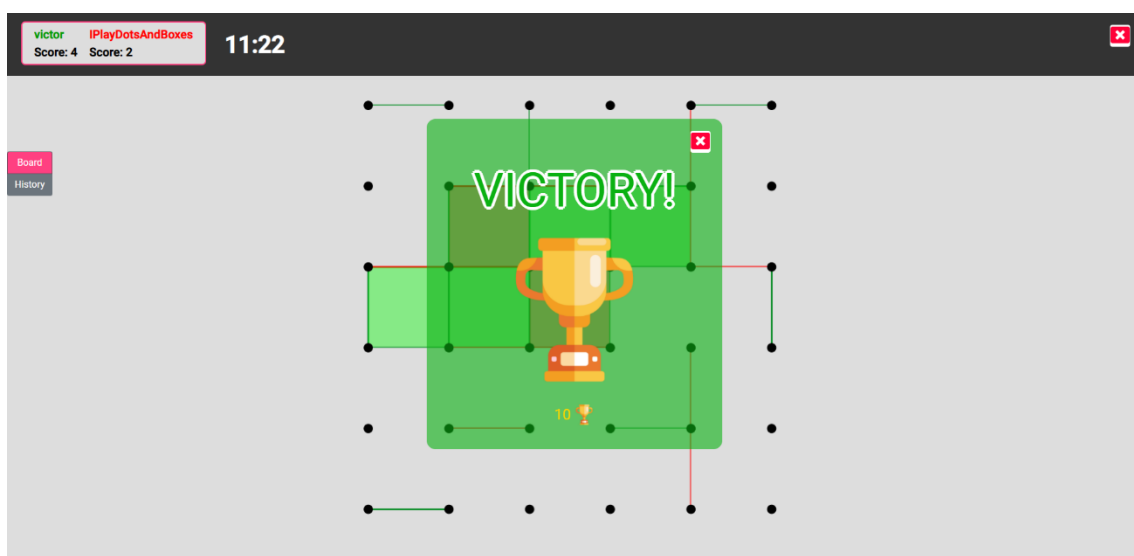 victor IPlayDotsAndBoxes
Score: 4 Score: 2
11:22
Board
History
VICTORY!
10